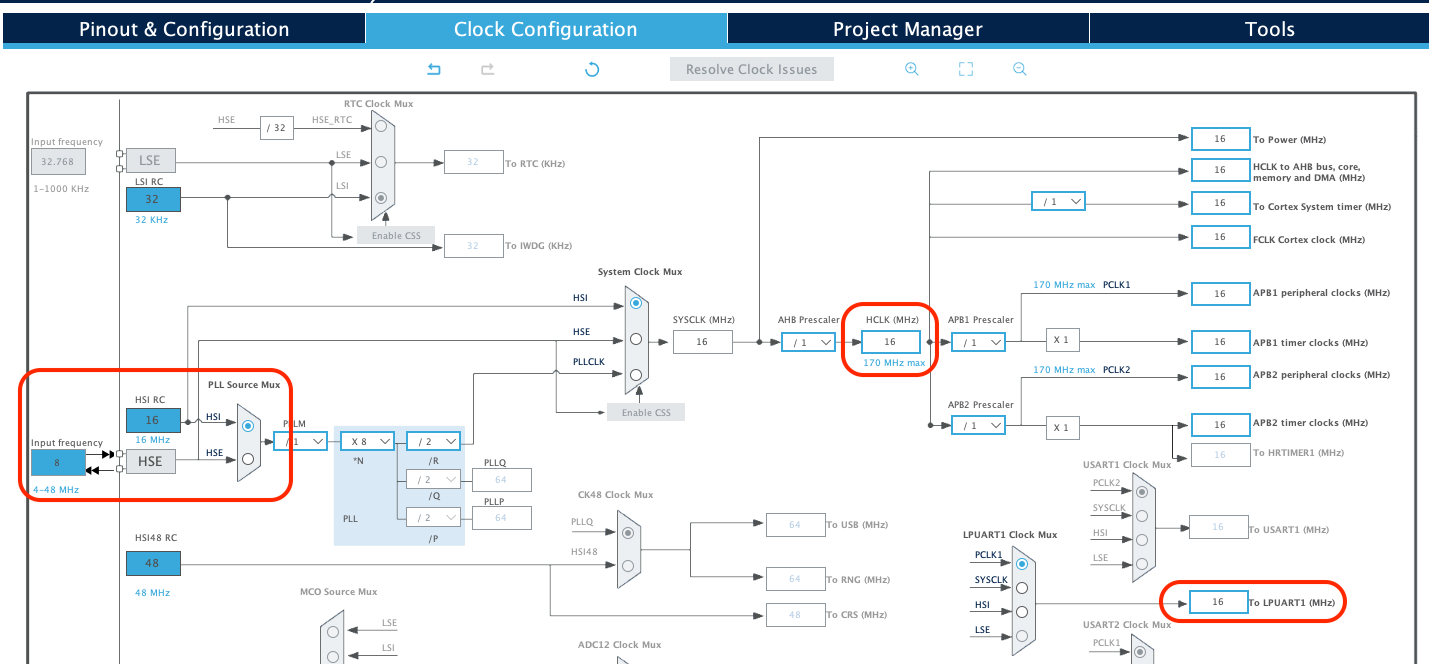 Pinout & Configuration
Clock Configuration
Project Manager
Tools
Resolve Clock Issues
RTC Clock Mux
HSE
/ 32
HSE_RTC
Input frequency
32.768
1-1000 KHz
LSE
LSE
32
To RTC (KHz)
LSI RC
32
32 KHz
LSI
Enable CSS
32
To IWDG (KHz)
16
To Power (MHz)
16
HCLK to AHB bus, core,
memory and DMA (MHz)
/ 1
16
To Cortex System timer (MHz)
16
FCLK Cortex clock (MHz)
System Clock Mux
HSI
HSE
PLLCLK
Enable CSS
SYSCLK (MHz)
16
AHB Prescaler
/ 1
HCLK (MHz)
16
170 MHz max
APB1 Prescaler
/ 1
170 MHz max
PCLK1
16
APB1 peripheral clocks (MHz)
X 1
16
APB1 timer clocks (MHz)
170 MHz max
PCLK2
16
APB2 peripheral clocks (MHz)
APB2 Prescaler
/ 1
X 1
16
APB2 timer clocks (MHz)
16
To HRTIMER1 (MHz)
PLL Source Mux
HSI RC
16
16 MHz
HSI
Input frequency
8
4-48 MHz
HSE
HSE
PLLM
/ 1
X 8
*N
/ 2
/R
/ 2
/Q
/ 2
/P
PLL
PLLQ
64
PLLP
64
HSI48 RC
48
48 MHz
CK48 Clock Mux
PLLQ
HSI48
64
To USB (MHz)
64
To RNG (MHz)
48
To CRS (MHz)
USART1 Clock Mux
PCLK2
SYSCLK
HSI
LSE
16
To USART1 (MHz)
LPUART1 Clock Mux
PCLK1
SYSCLK
HSI
LSE
16
To LPUART1 (MHz)
MCO Source Mux
LSE
LSI
ADC12 Clock Mux
USART2 Clock Mux
PCLK1